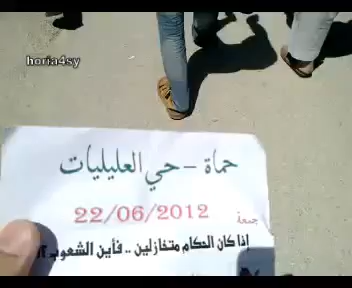 horia4sy
حماة - حي العليليات
جمعة 22/06/2012
إذا كان الحكام متخاذلين .. فأين الشعوب